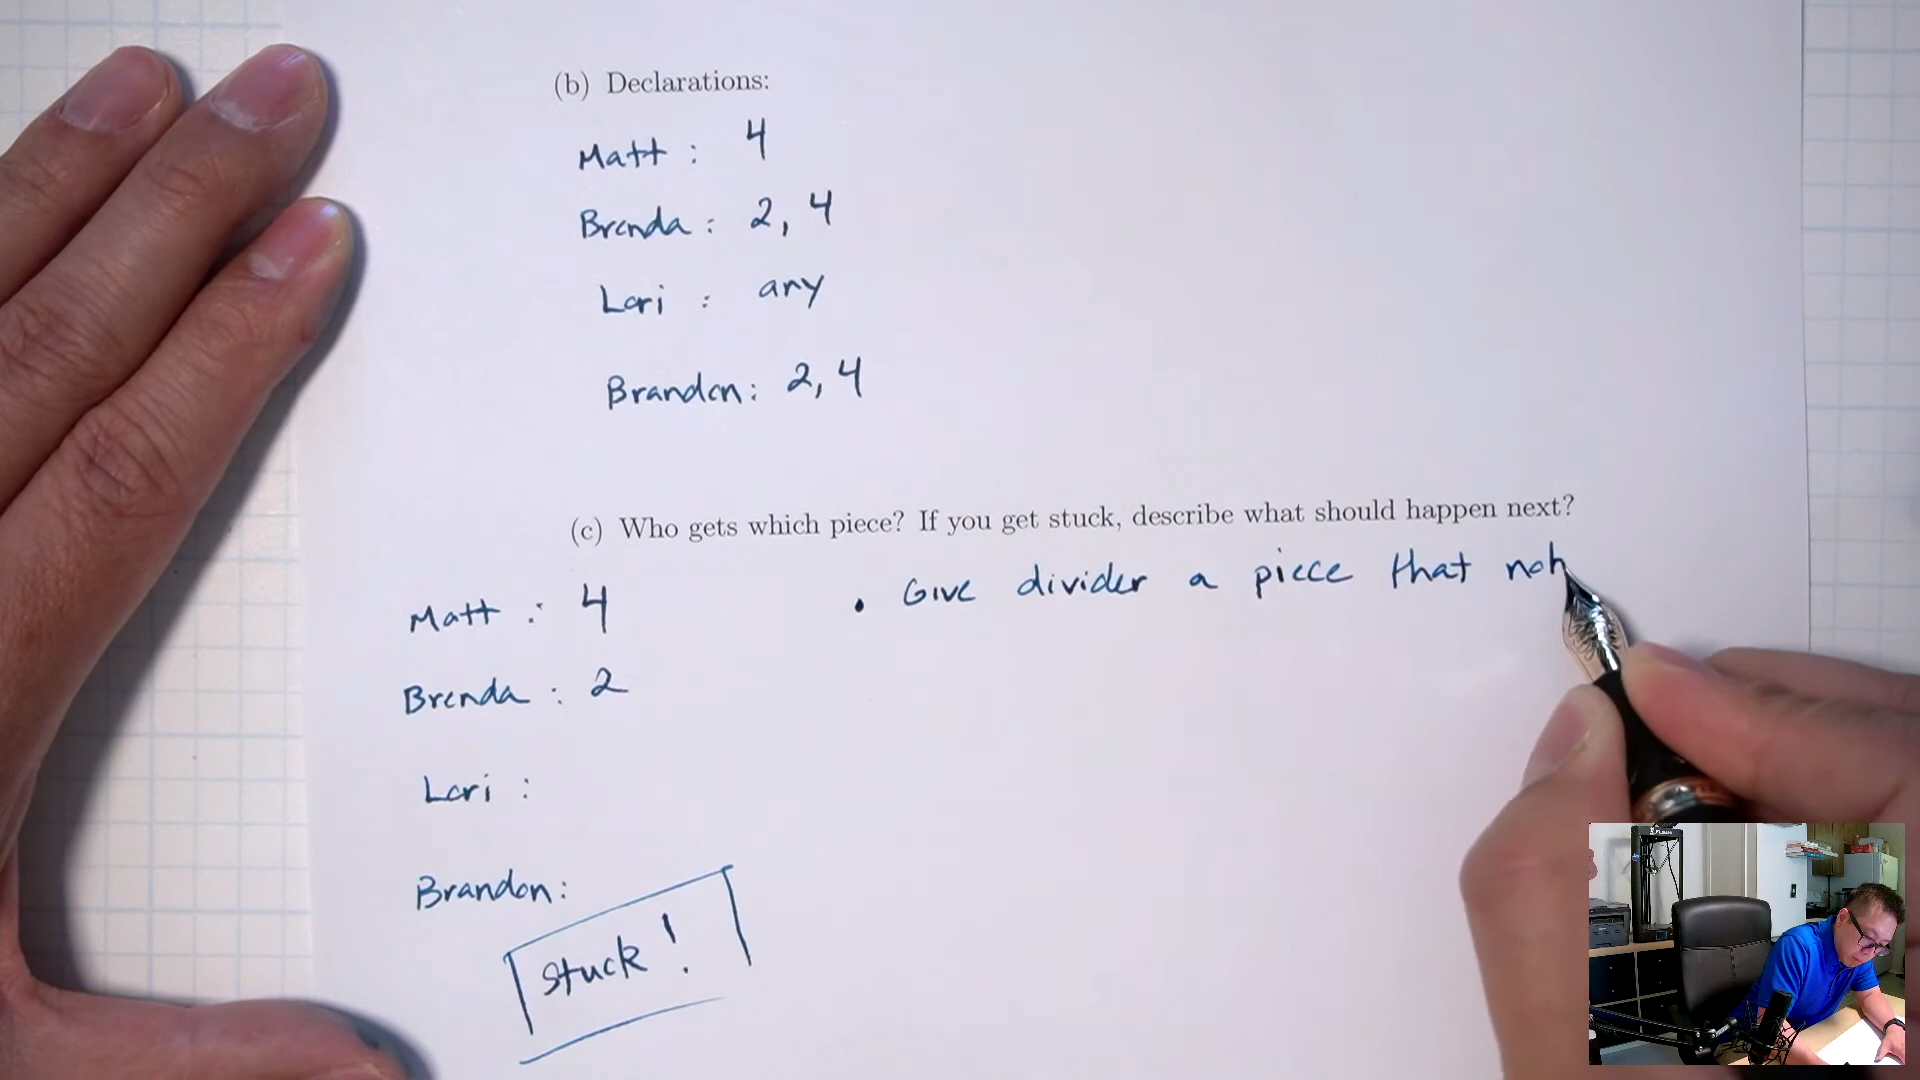 (b) Declarations:
Matt : 4
Brenda : 2, 4
Lori : any
Brandon: 2, 4
(c) Who gets which piece? If you get stuck, describe what should happen next?
Matt : 4
• Give divider a piece that
Brenda : 2
Lori :
Brandon:
Stuck!